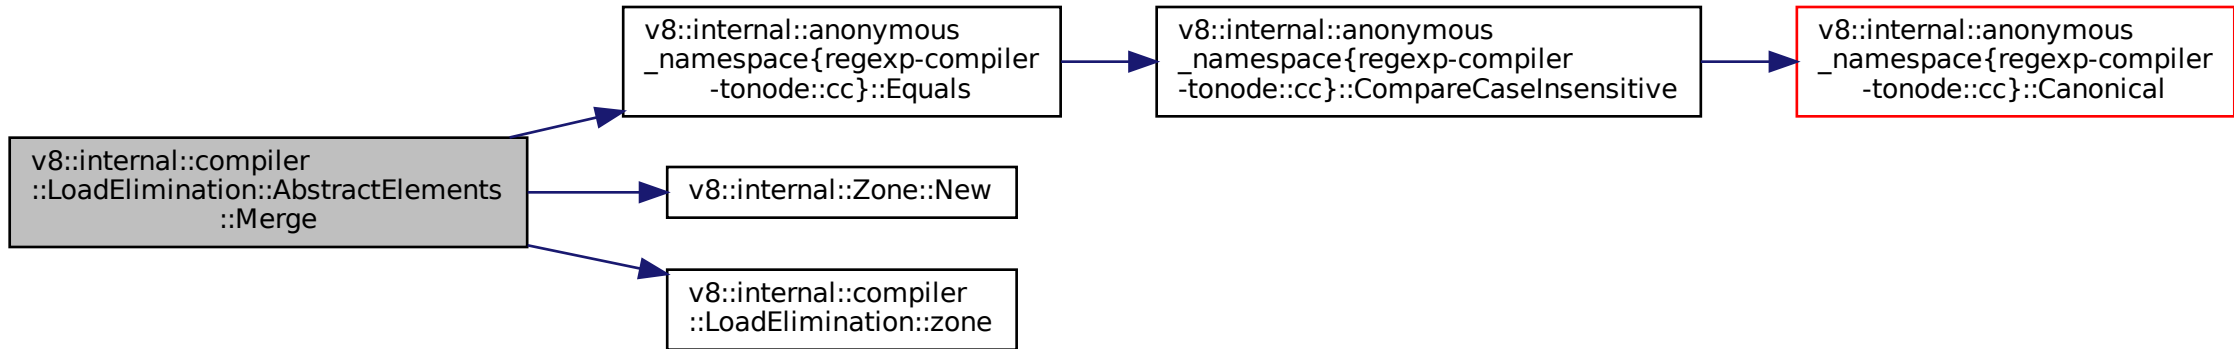 v8::internal::compiler
::LoadElimination::AbstractElements
::Merge
v8::internal::anonymous
_namespace{regexp-compiler
-tonode::cc}::Equals
v8::internal::anonymous
_namespace{regexp-compiler
-tonode::cc}::CompareCaseInsensitive
v8::internal::anonymous
_namespace{regexp-compiler
-tonode::cc}::Canonical
v8::internal::Zone::New
v8::internal::compiler
::LoadElimination::zone